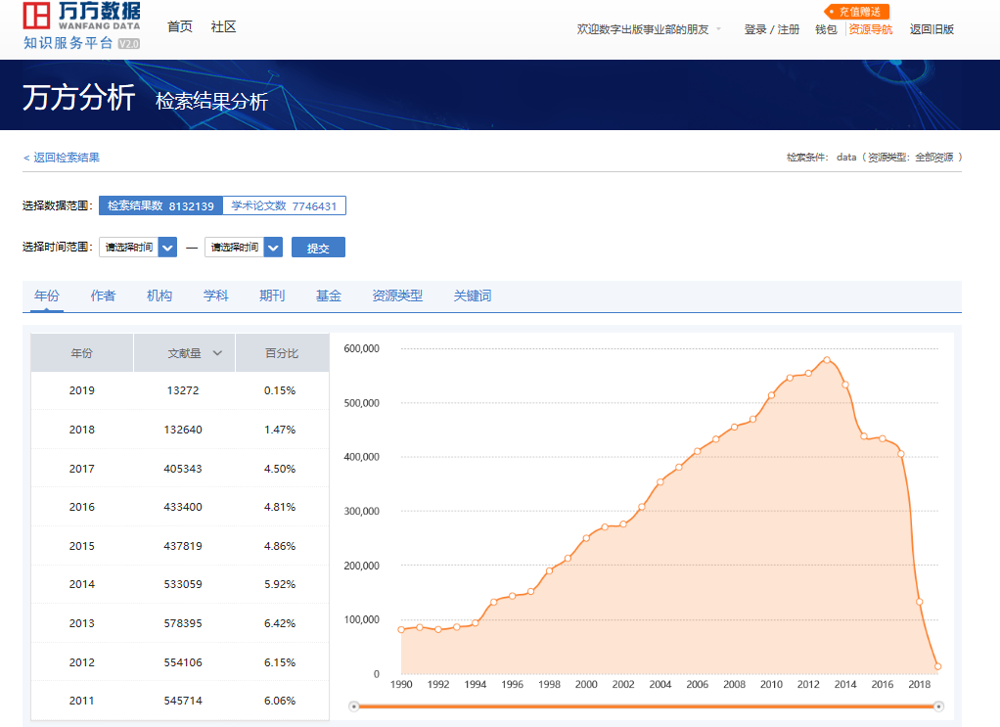 万方数据
WANFANG DATA
知识服务平台 V2.0
首页 社区
欢迎数字出版事业部的朋友 登录 / 注册 钱包 资源导航 返回旧版
充值赠送
万方分析 检索结果分析
< 返回检索结果
检索条件: data ( 资源类型: 全部资源 )
选择数据范围: 检索结果数 8132139 学术论文数 7746431
选择时间范围: 请选择时间 — 请选择时间 提交
年份 作者 机构 学科 期刊 基金 资源类型 关键词
年份 文献量 百分比
2019 13272 0.15%
2018 132640 1.47%
2017 405343 4.50%
2016 433400 4.81%
2015 437819 4.86%
2014 533059 5.92%
2013 578395 6.42%
2012 554106 6.15%
2011 545714 6.06%
600,000
500,000
400,000
300,000
200,000
100,000
0
1990 1992 1994 1996 1998 2000 2002 2004 2006 2008 2010 2012 2014 2016 2018